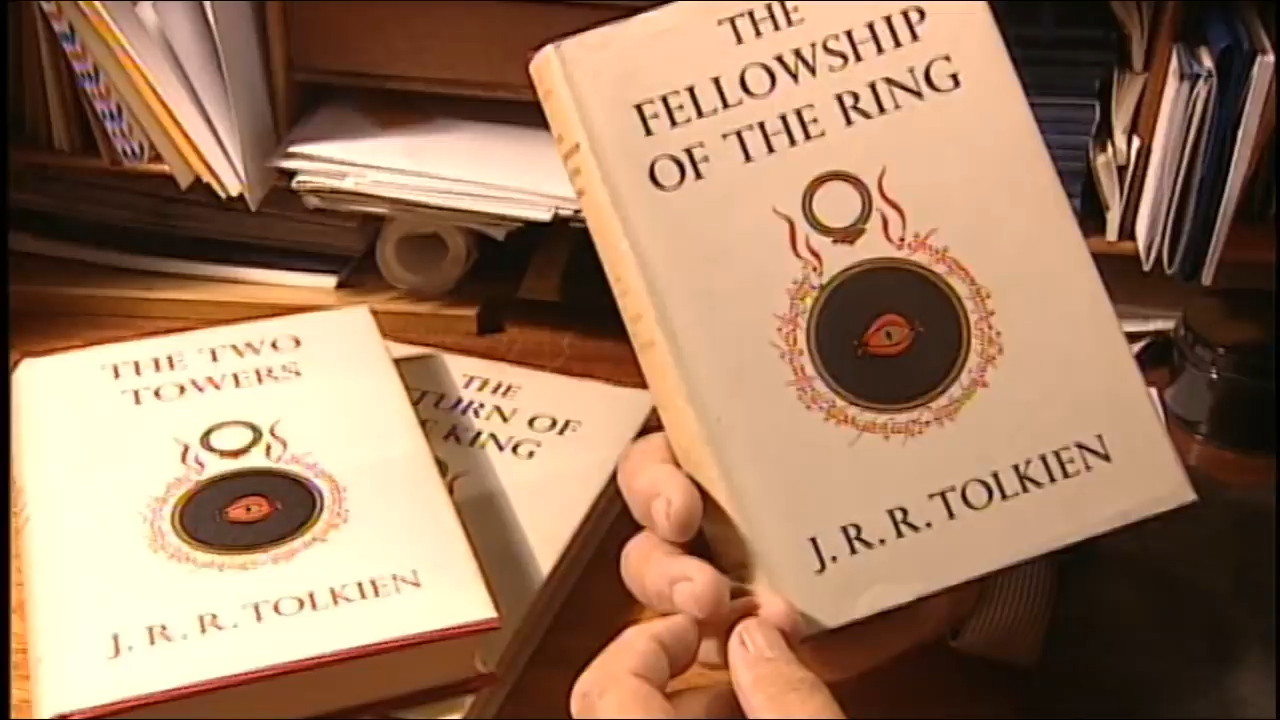 THE
FELLOWSHIP
OF THE RING
J. R. R. TOLKIEN
THE TWO
TOWERS
J. R. R. TOLKIEN
THE
TURN OF
KING